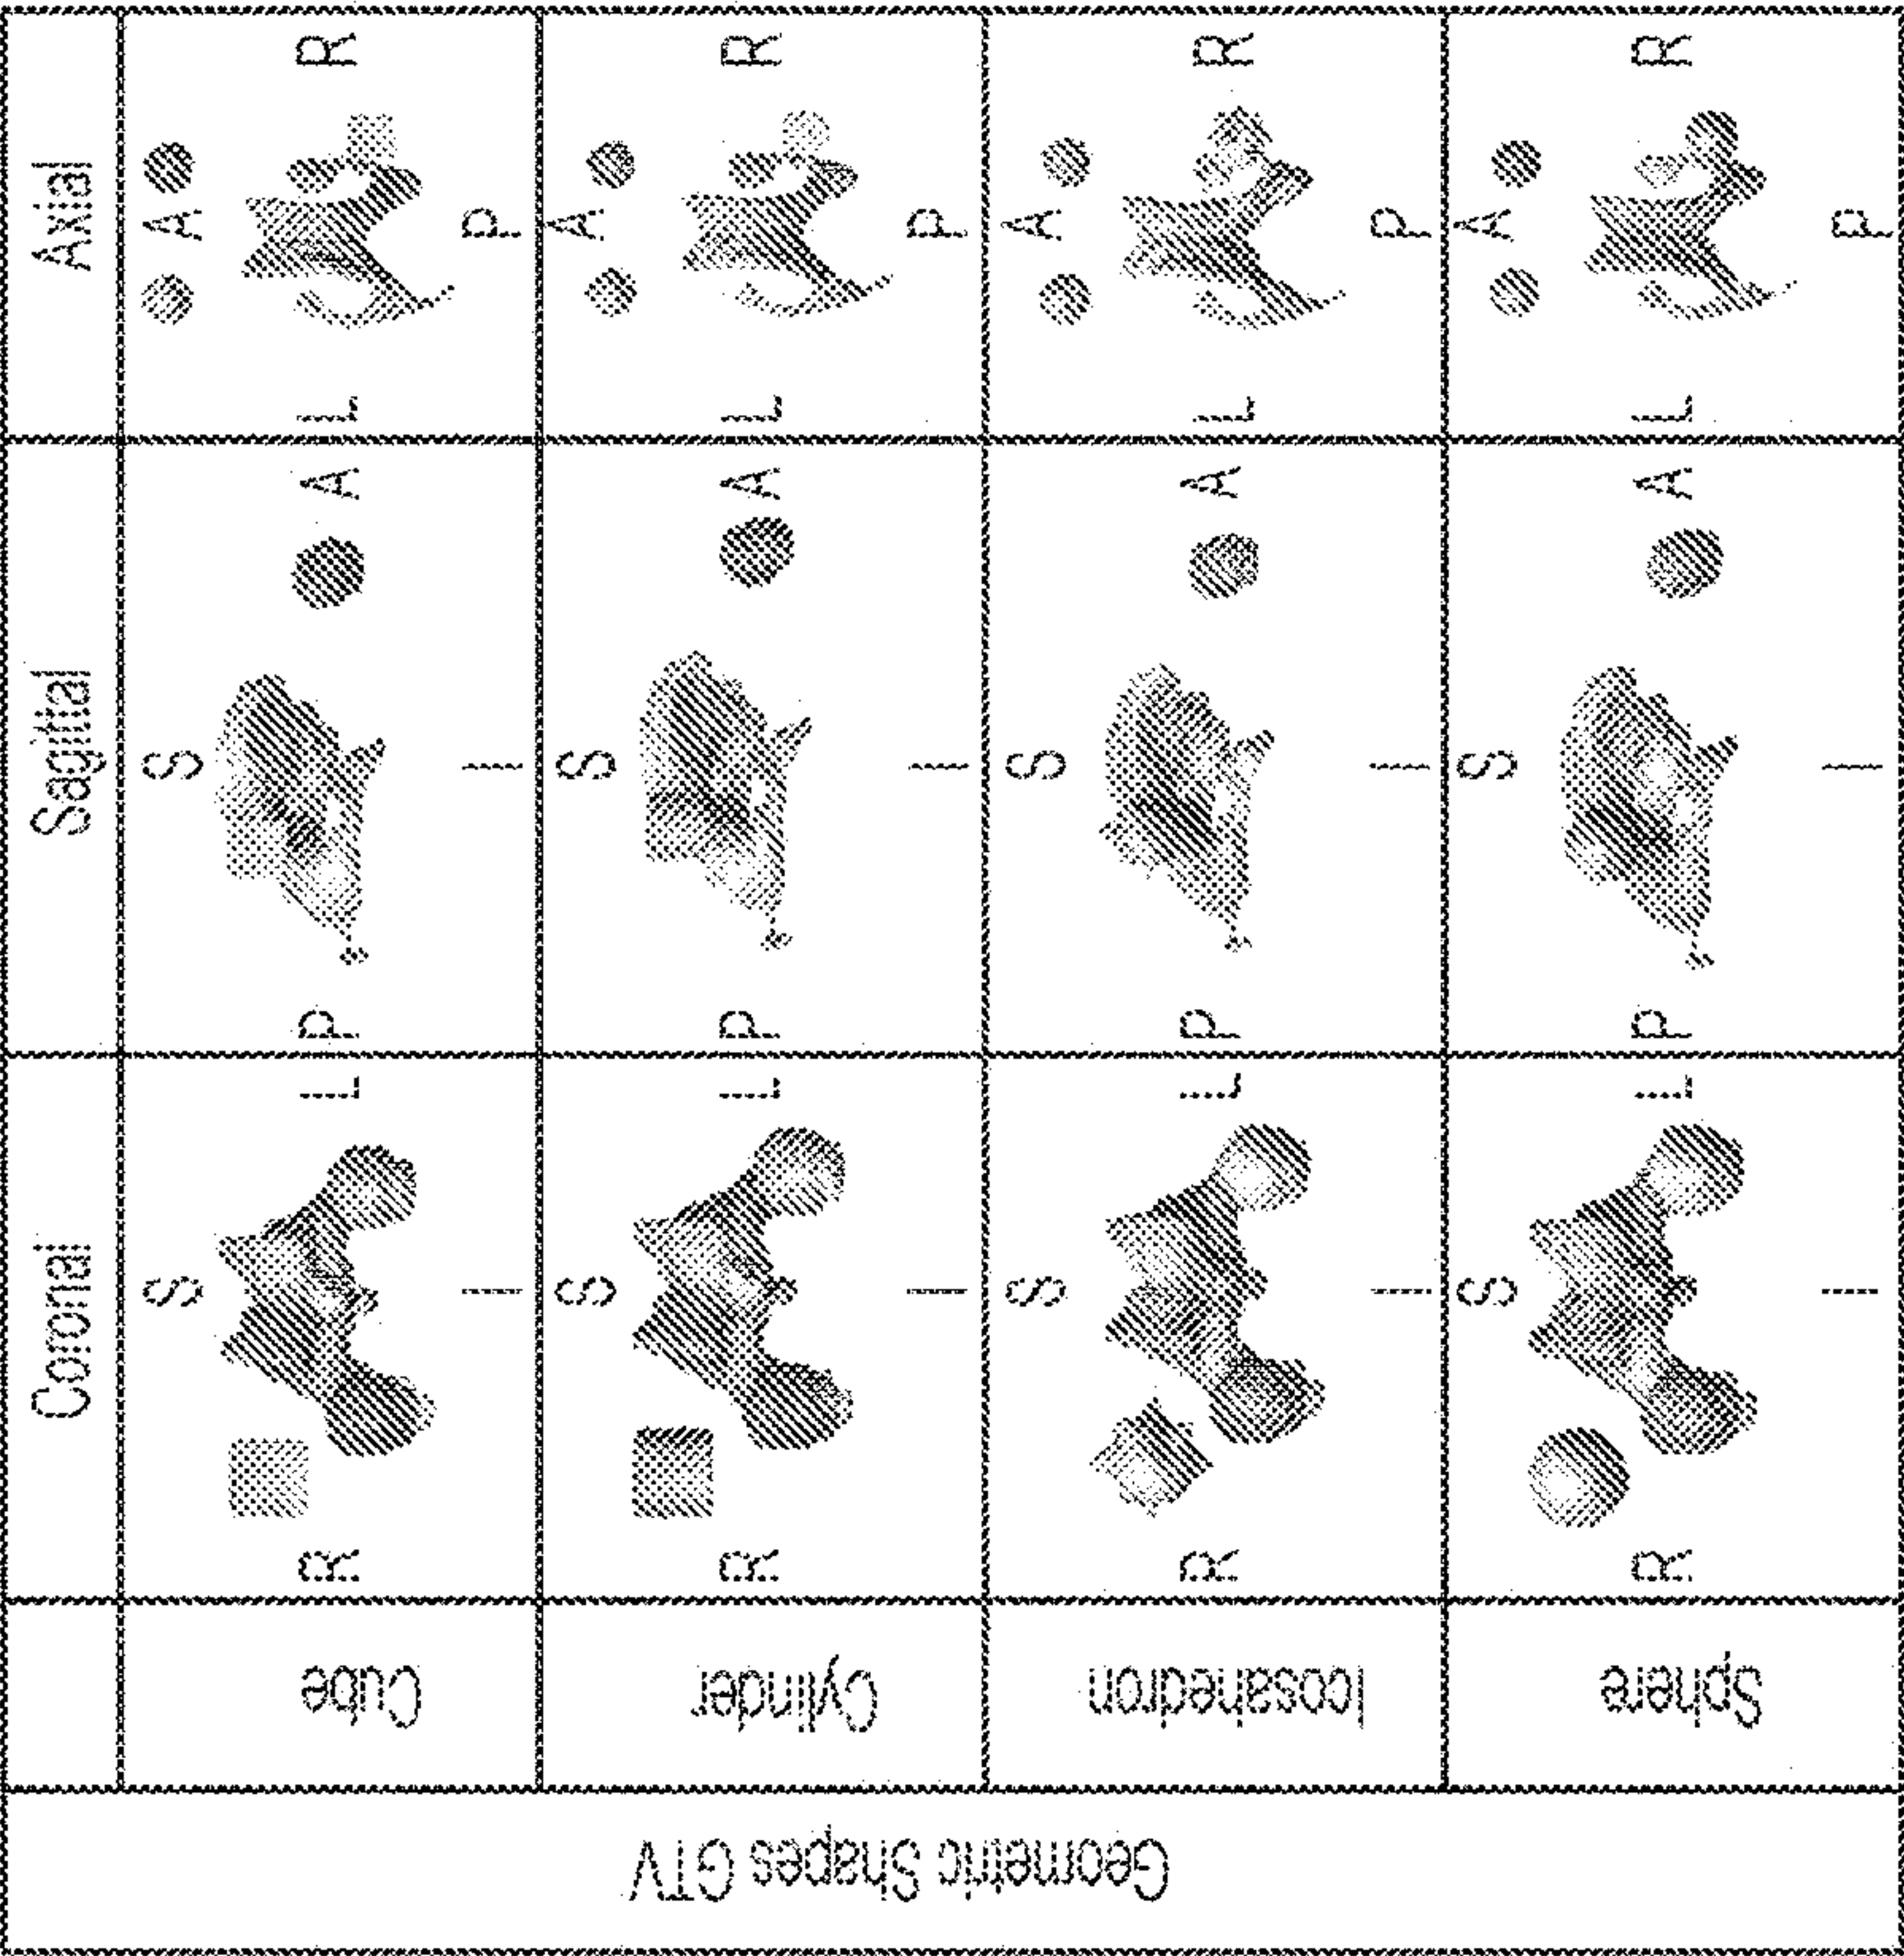 Coronal Sagittal Axial
Geometric Shapes GTV
S S A
Cube R L P A L R
I I P
S S A
Cylinder R L P A L R
I I P
S S A
Icosahedron R L P A L R
I I P
S S A
Sphere R L P A L R
I I P